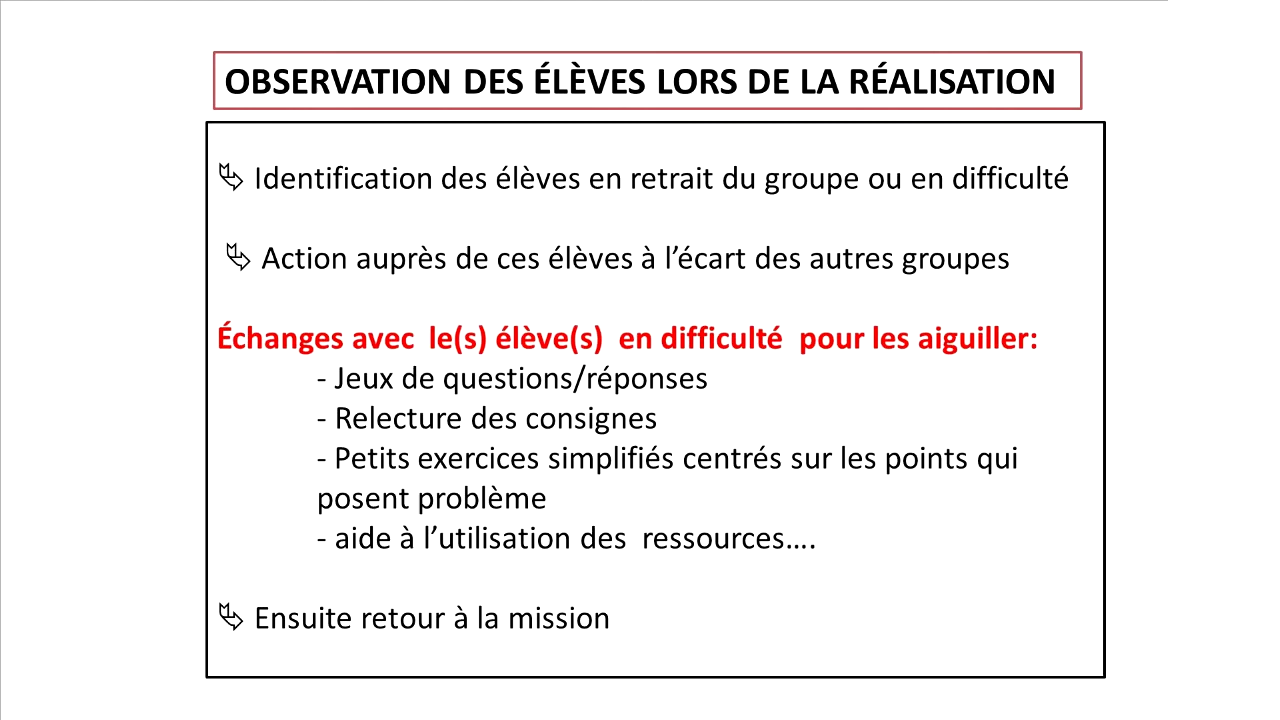 OBSERVATION DES ÉLÈVES LORS DE LA RÉALISATION
Identification des élèves en retrait du groupe ou en difficulté
Action auprès de ces élèves à l’écart des autres groupes
Échanges avec le(s) élève(s) en difficulté pour les aiguiller:
- Jeux de questions/réponses
- Relecture des consignes
- Petits exercices simplifiés centrés sur les points qui
posent problème
- aide à l’utilisation des ressources….
Ensuite retour à la mission